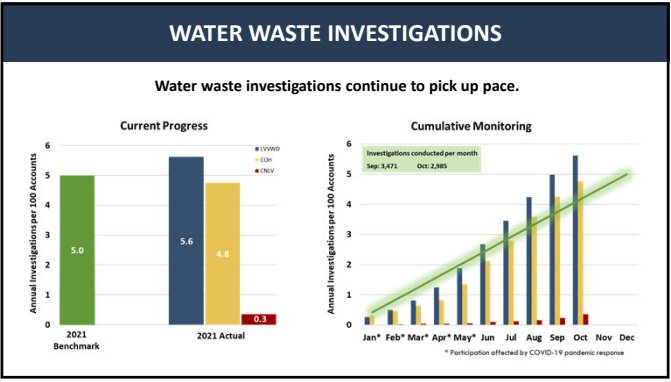 WATER WASTE INVESTIGATIONS
Water waste investigations continue to pick up pace.
Current Progress
Annual Investigations per 100 Accounts
6
5
4
3
2
1
0
LVVWD
COH
CNLV
5.0
5.6
4.8
0.3
2021
Benchmark
2021 Actual
Cumulative Monitoring
Annual Investigations per 100 Accounts
6
5
4
3
2
1
0
Investigations conducted per month
Sep: 3,471 Oct: 2,985
Jan* Feb* Mar* Apr* May* Jun Jul Aug Sep Oct Nov Dec
* Participation affected by COVID-19 pandemic response